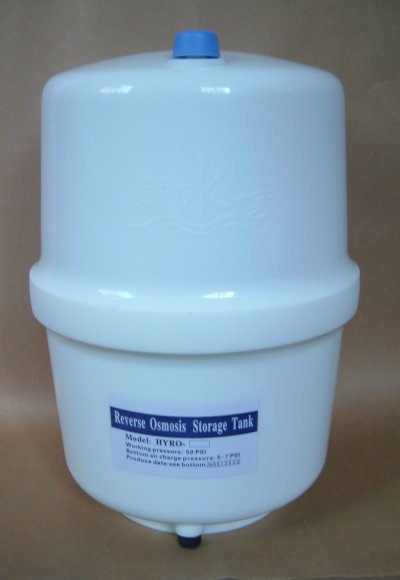 Reverse Osmosis Storage Tank
Model: HYRO-
Working pressure: 50 PSI
Bottom air charge pressure: 5-7 PSI
Produce date:see bottom